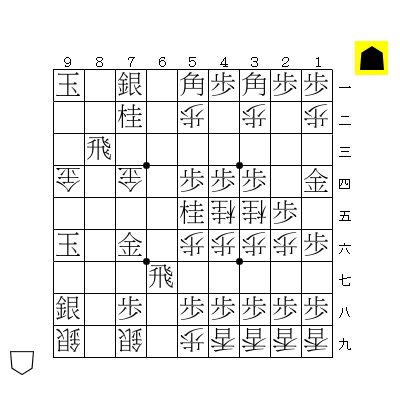 9 8 7 6 5 4 3 2 1
玉 銀 角 歩 角 歩 歩 一
桂 歩 歩 歩 二
飛 三
金 金 歩 歩 歩 金 四
桂 桂 桂 歩 五
玉 金 歩 歩 歩 歩 歩 六
飛 七
銀 歩 歩 歩 歩 歩 歩 八
銀 銀 歩 香 香 香 香 九